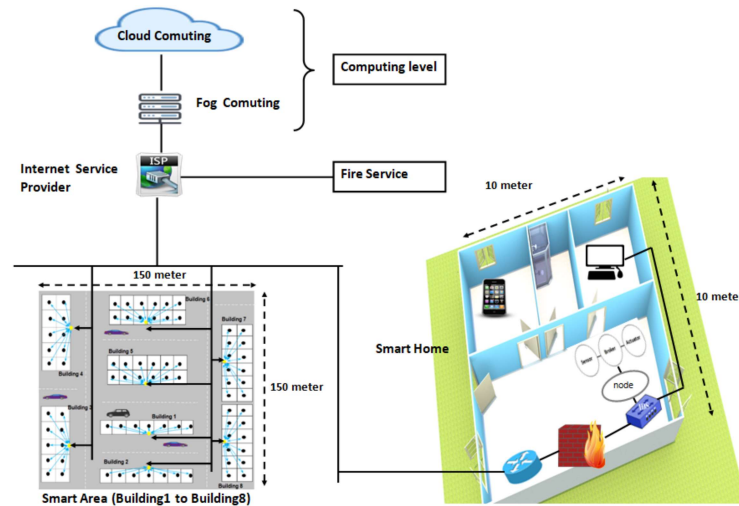 Cloud Comuting
Computing level
Fog Comuting
ISP
Internet Service
Provider
Fire Service
10 meter
150 meter
Building 6
Building 7
10 mete
Building 5
Building 4
Smart Home
Sensor
Broker
Actuator
150 meter
node
Building 3
Building 1
Building 2
Building 8
Smart Area (Building1 to Building8)